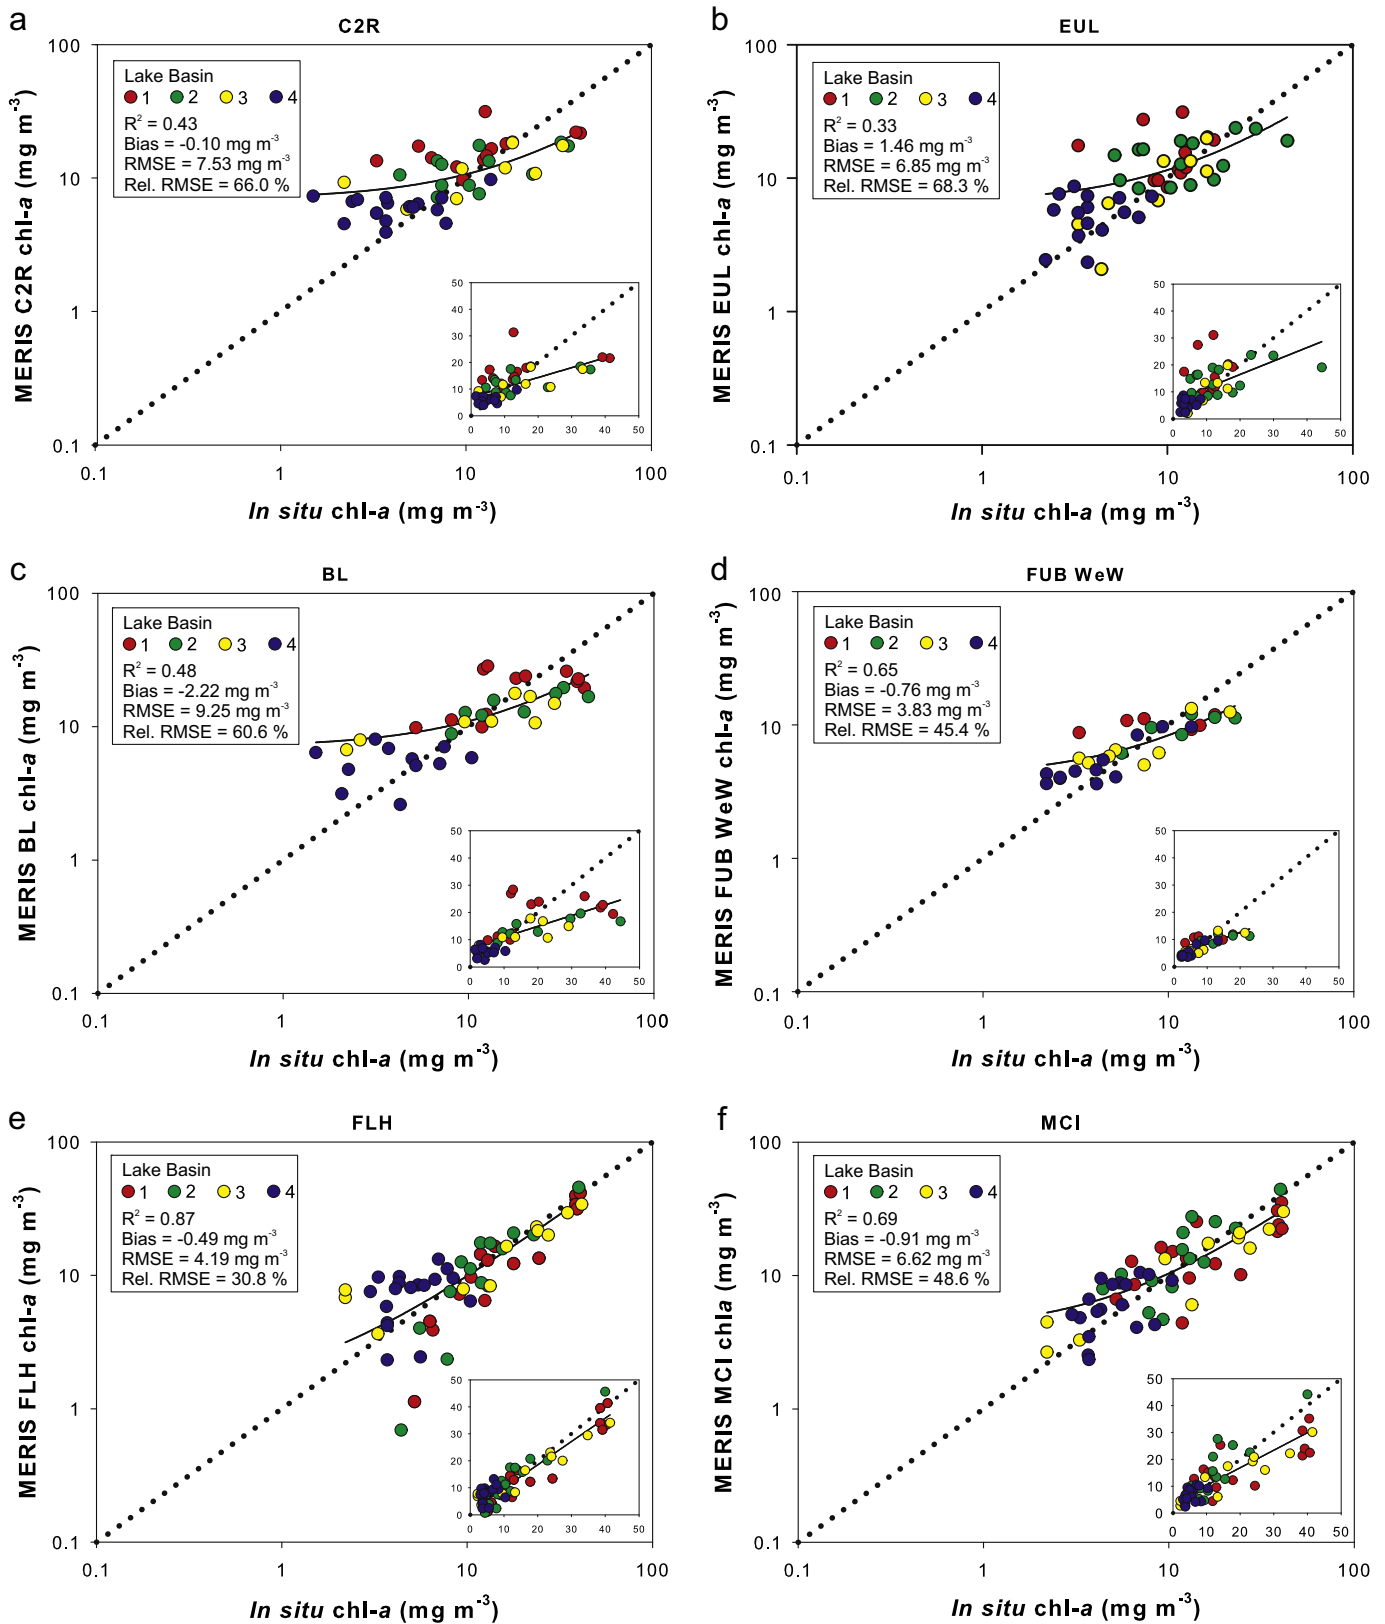 a
C2R
MERIS C2R chl-a (mg m-3)
100
10
1
0.1
Lake Basin
1 2 3 4
R2 = 0.43
Bias = -0.10 mg m-3
RMSE = 7.53 mg m-3
Rel. RMSE = 66.0 %
50
40
30
20
10
0
0 10 20 30 40 50
0.1 1 10 100
In situ chl-a (mg m-3)
b
EUL
MERIS EUL chl-a (mg m-3)
100
10
1
0.1
Lake Basin
1 2 3 4
R2 = 0.33
Bias = 1.46 mg m-3
RMSE = 6.85 mg m-3
Rel. RMSE = 68.3 %
50
40
30
20
10
0
0 10 20 30 40 50
0.1 1 10 100
In situ chl-a (mg m-3)
c
BL
MERIS BL chl-a (mg m-3)
100
10
1
0.1
Lake Basin
1 2 3 4
R2 = 0.48
Bias = -2.22 mg m-3
RMSE = 9.25 mg m-3
Rel. RMSE = 60.6 %
50
40
30
20
10
0
0 10 20 30 40 50
0.1 1 10 100
In situ chl-a (mg m-3)
d
FUB WeW
MERIS FUB WeW chl-a (mg m-3)
100
10
1
0.1
Lake Basin
1 2 3 4
R2 = 0.65
Bias = -0.76 mg m-3
RMSE = 3.83 mg m-3
Rel. RMSE = 45.4 %
50
40
30
20
10
0
0 10 20 30 40 50
0.1 1 10 100
In situ chl-a (mg m-3)
e
FLH
MERIS FLH chl-a (mg m-3)
100
10
1
0.1
Lake Basin
1 2 3 4
R2 = 0.87
Bias = -0.49 mg m-3
RMSE = 4.19 mg m-3
Rel. RMSE = 30.8 %
50
40
30
20
10
0
0 10 20 30 40 50
0.1 1 10 100
In situ chl-a (mg m-3)
f
MCI
MERIS MCI chla (mg m-3)
100
10
1
0.1
Lake Basin
1 2 3 4
R2 = 0.69
Bias = -0.91 mg m-3
RMSE = 6.62 mg m-3
Rel. RMSE = 48.6 %
50
40
30
20
10
0
0 10 20 30 40 50
0.1 1 10 100
In situ chl-a (mg m-3)